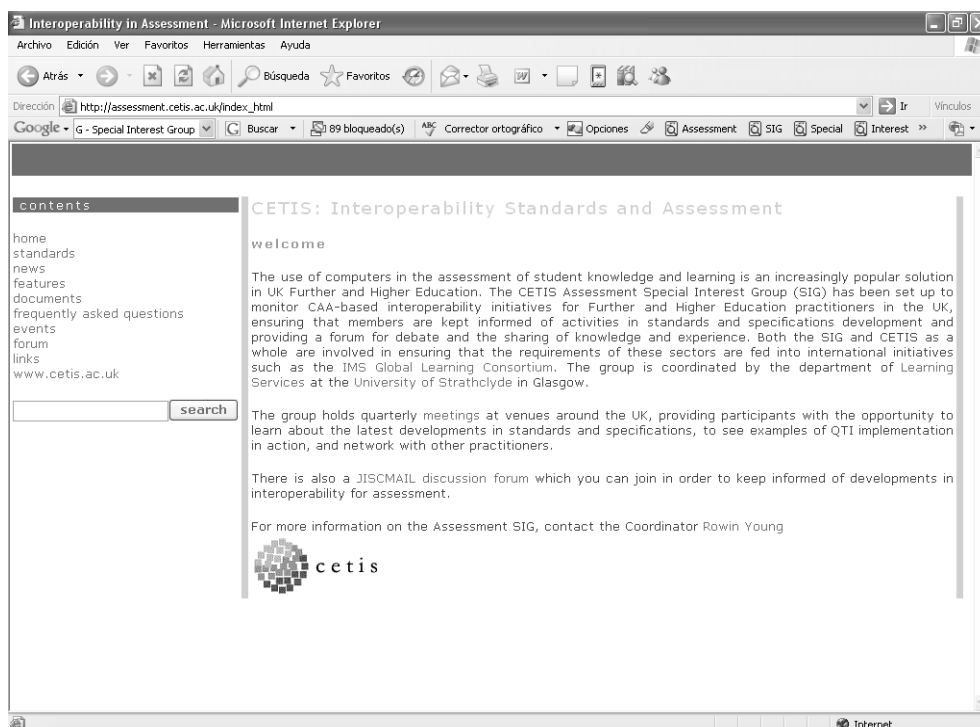 Interoperability in Assessment - Microsoft Internet Explorer
Archivo Edición Ver Favoritos Herramientas Ayuda
Atrás Búsqueda Favoritos
Dirección http://assessment.cetis.ac.uk/index_html Ir Vínculos
Google G - Special Interest Group Buscar 89 bloqueado(s) Corrector ortográfico Opciones Assessment SIG Special Interest »
contents
home
standards
news
features
documents
frequently asked questions
events
forum
links
www.cetis.ac.uk
search
CETIS: Interoperability Standards and Assessment
welcome
The use of computers in the assessment of student knowledge and learning is an increasingly popular solution
in UK Further and Higher Education. The CETIS Assessment Special Interest Group (SIG) has been set up to
monitor CAA-based interoperability initiatives for Further and Higher Education practitioners in the UK,
ensuring that members are kept informed of activities in standards and specifications development and
providing a forum for debate and the sharing of knowledge and experience. Both the SIG and CETIS as a
whole are involved in ensuring that the requirements of these sectors are fed into international initiatives
such as the IMS Global Learning Consortium. The group is coordinated by the department of Learning
Services at the University of Strathclyde in Glasgow.
The group holds quarterly meetings at venues around the UK, providing participants with the opportunity to
learn about the latest developments in standards and specifications, to see examples of QTI implementation
in action, and network with other practitioners.
There is also a JISCMAIL discussion forum which you can join in order to keep informed of developments in
interoperability for assessment.
For more information on the Assessment SIG, contact the Coordinator Rowin Young
cetis
Internet